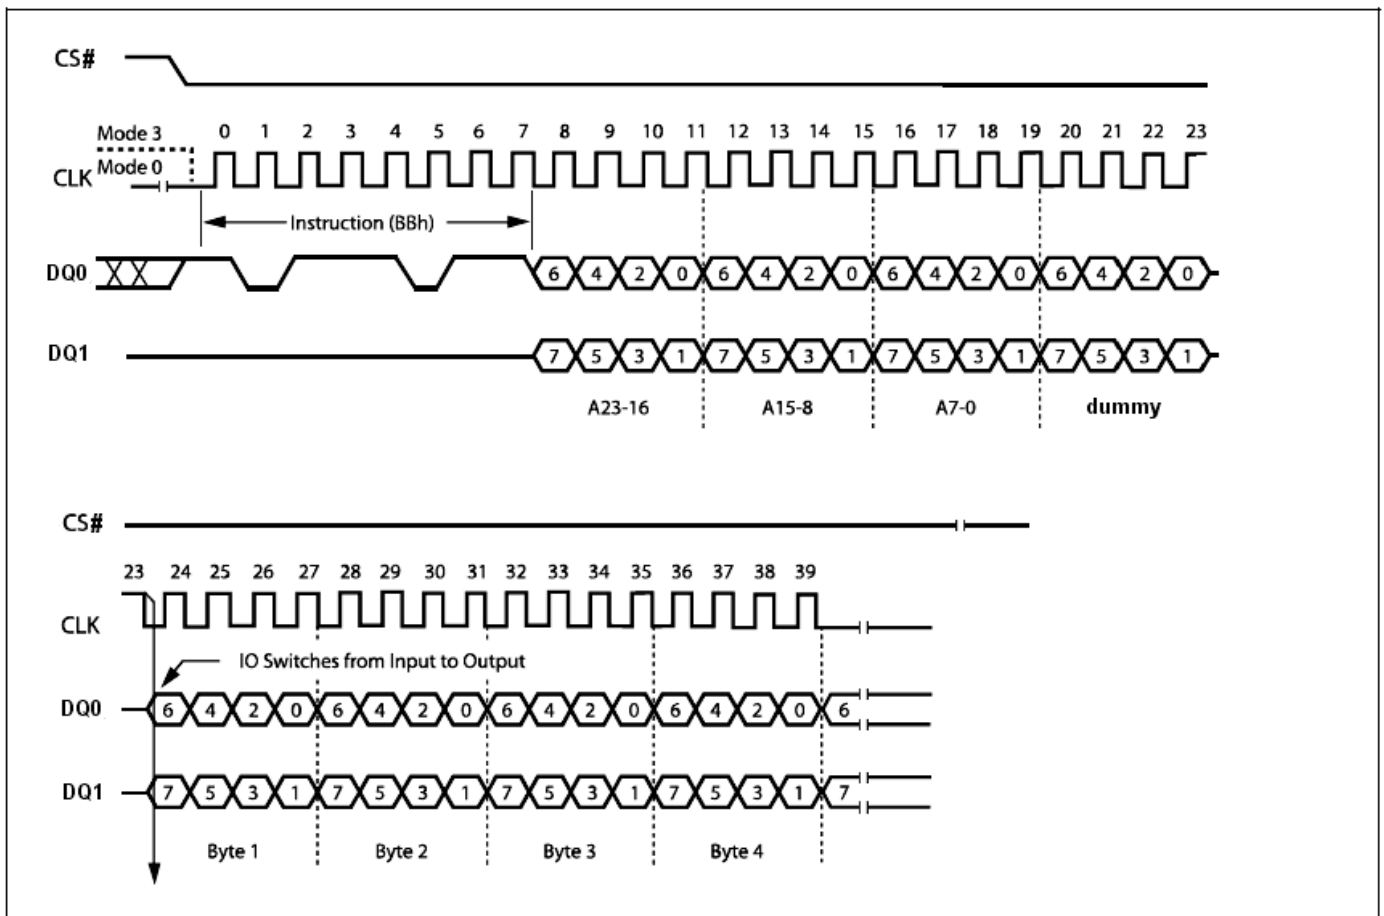 CS#
Mode 3
0 1 2 3 4 5 6 7 8 9 10 11 12 13 14 15 16 17 18 19 20 21 22 23
Mode 0
CLK
Instruction (BBh)
DQ0 6 4 2 0 6 4 2 0 6 4 2 0 6 4 2 0
DQ1 7 5 3 1 7 5 3 1 7 5 3 1 7 5 3 1
A23-16 A15-8 A7-0 dummy
CS#
23 24 25 26 27 28 29 30 31 32 33 34 35 36 37 38 39
CLK
IO Switches from Input to Output
DQ0 6 4 2 0 6 4 2 0 6 4 2 0 6 4 2 0 6
DQ1 7 5 3 1 7 5 3 1 7 5 3 1 7 5 3 1 7
Byte 1 Byte 2 Byte 3 Byte 4